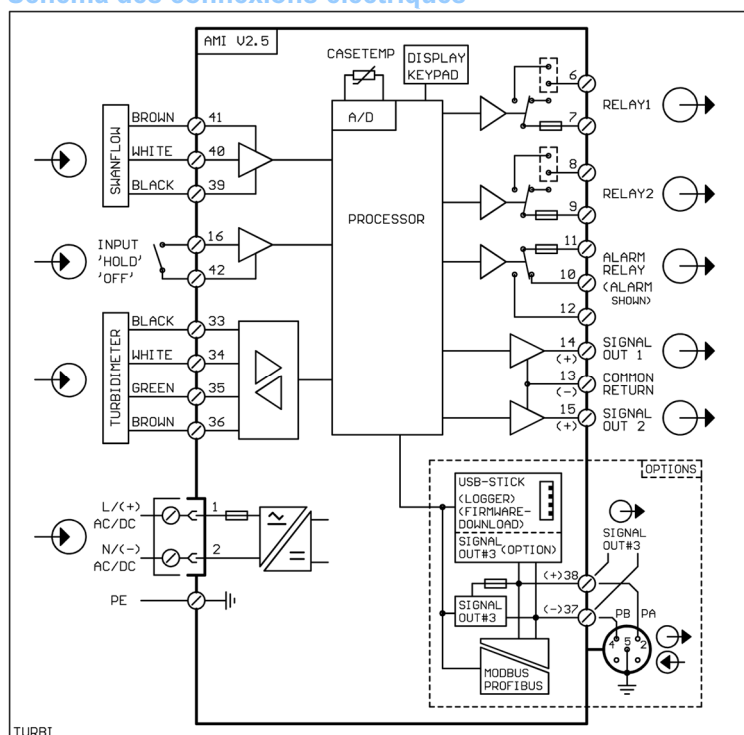 Schéma des connexions électriques
AMI V2.5
CASETEMP
DISPLAY
KEYPAD
A/D
PROCESSOR
SWANFLOW
BROWN 41
WHITE 40
BLACK 39
INPUT
'HOLD'
'OFF'
16
42
TURBIDIMETER
BLACK 33
WHITE 34
GREEN 35
BROWN 36
L/(+)
AC/DC
1
N/(-)
AC/DC
2
PE
6
RELAY1
7
8
RELAY2
9
11
ALARM
RELAY
10
(ALARM
SHOWN)
12
14
(+)
SIGNAL
OUT 1
13
(-)
COMMON
RETURN
15
(+)
SIGNAL
OUT 2
OPTIONS
USB-STICK
(LOGGER)
(FIRMWARE-
DOWNLOAD)
SIGNAL
OUT#3 (OPTION)
SIGNAL
OUT#3
(+)38
(-)37
SIGNAL
OUT#3
PB PA
4 5 2
MODBUS
PROFIBUS
TURBI